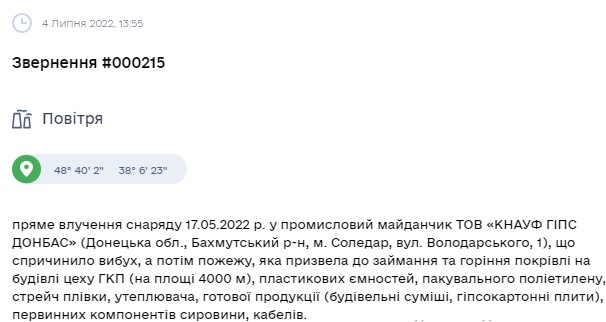 4 Липня 2022, 13:55
Звернення #000215
Повітря
48° 40' 2" 38° 6' 23"
пряме влучення снаряду 17.05.2022 р. у промисловий майданчик ТОВ «КНАУФ ГІПС
ДОНБАС» (Донецька обл., Бахмутський р-н, м. Соледар, вул. Володарського, 1), що
спричинило вибух, а потім пожежу, яка призвела до займання та горіння покрівлі на
будівлі цеху ГКП (на площі 4000 м), пластикових ємностей, пакувального поліетилену,
стрейч плівки, утеплювача, готової продукції (будівельні суміші, гіпсокартонні плити),
первинних компонентів сировини, кабелів.